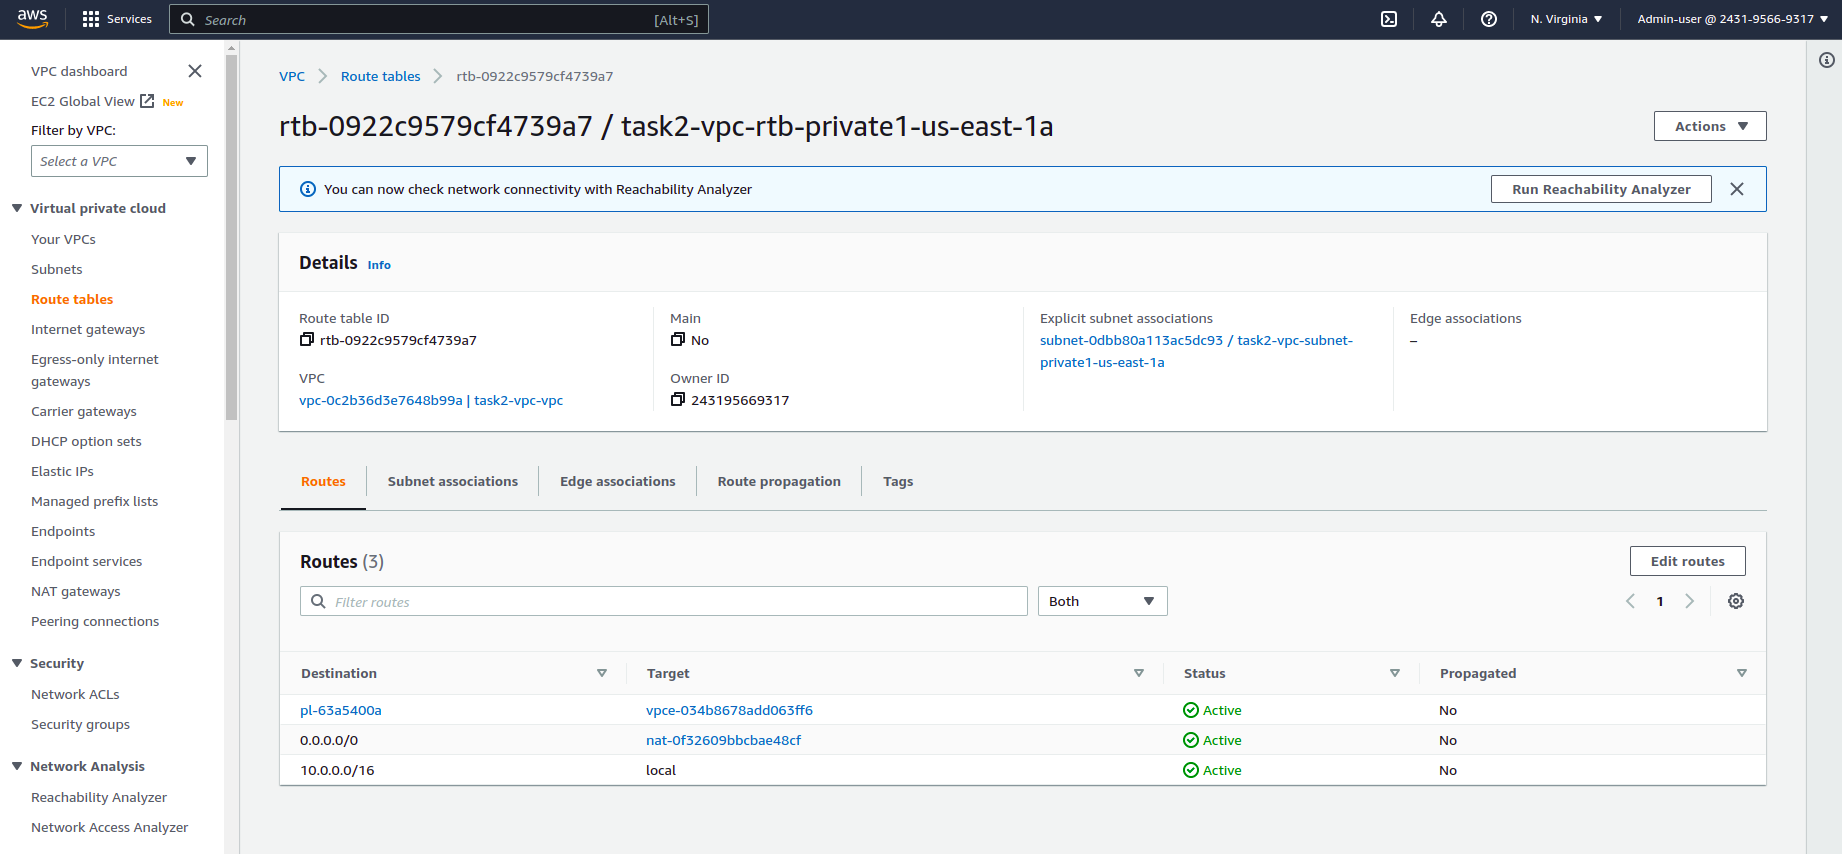 aws
Services
Search
[Alt+S]
N. Virginia
Admin-user @ 2431-9566-9317
VPC dashboard
EC2 Global View
New
Filter by VPC:
Select a VPC
Virtual private cloud
Your VPCs
Subnets
Route tables
Internet gateways
Egress-only internet
gateways
Carrier gateways
DHCP option sets
Elastic IPs
Managed prefix lists
Endpoints
Endpoint services
NAT gateways
Peering connections
Security
Network ACLs
Security groups
Network Analysis
Reachability Analyzer
Network Access Analyzer
VPC
Route tables
rtb-0922c9579cf4739a7
rtb-0922c9579cf4739a7 / task2-vpc-rtb-private1-us-east-1a
Actions
You can now check network connectivity with Reachability Analyzer
Run Reachability Analyzer
Details
Info
Route table ID
rtb-0922c9579cf4739a7
VPC
vpc-0c2b36d3e7648b99a | task2-vpc-vpc
Main
No
Owner ID
243195669317
Explicit subnet associations
subnet-0dbb80a113ac5dc93 / task2-vpc-subnet-
private1-us-east-1a
Edge associations
–
Routes
Subnet associations
Edge associations
Route propagation
Tags
Routes (3)
Edit routes
Filter routes
Both
1
Destination
Target
Status
Propagated
pl-63a5400a
vpce-034b8678add063ff6
Active
No
0.0.0.0/0
nat-0f32609bbcbae48cf
Active
No
10.0.0.0/16
local
Active
No